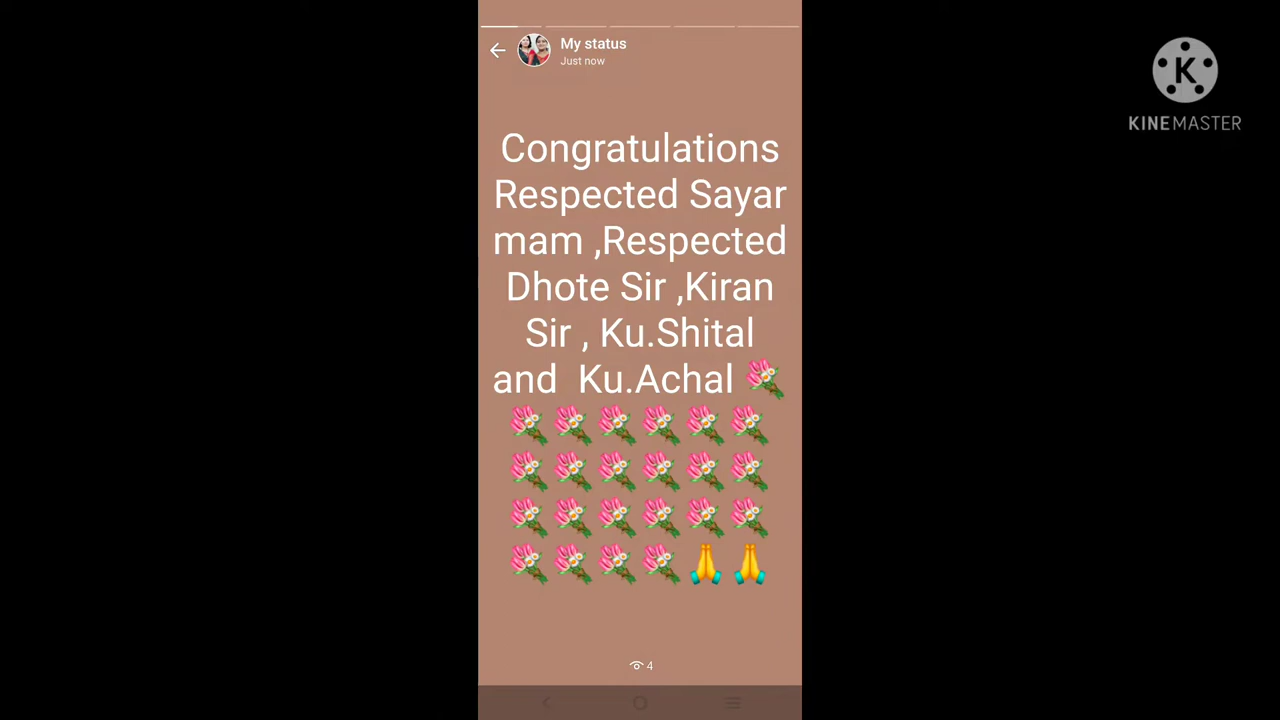 My status
Just now
KINEMASTER
Congratulations
Respected Sayar
mam ,Respected
Dhote Sir ,Kiran
Sir , Ku.Shital
and Ku.Achal 💐
💐💐💐💐💐💐
💐💐💐💐💐💐
💐💐💐💐💐💐
💐💐💐💐🙏🙏
4